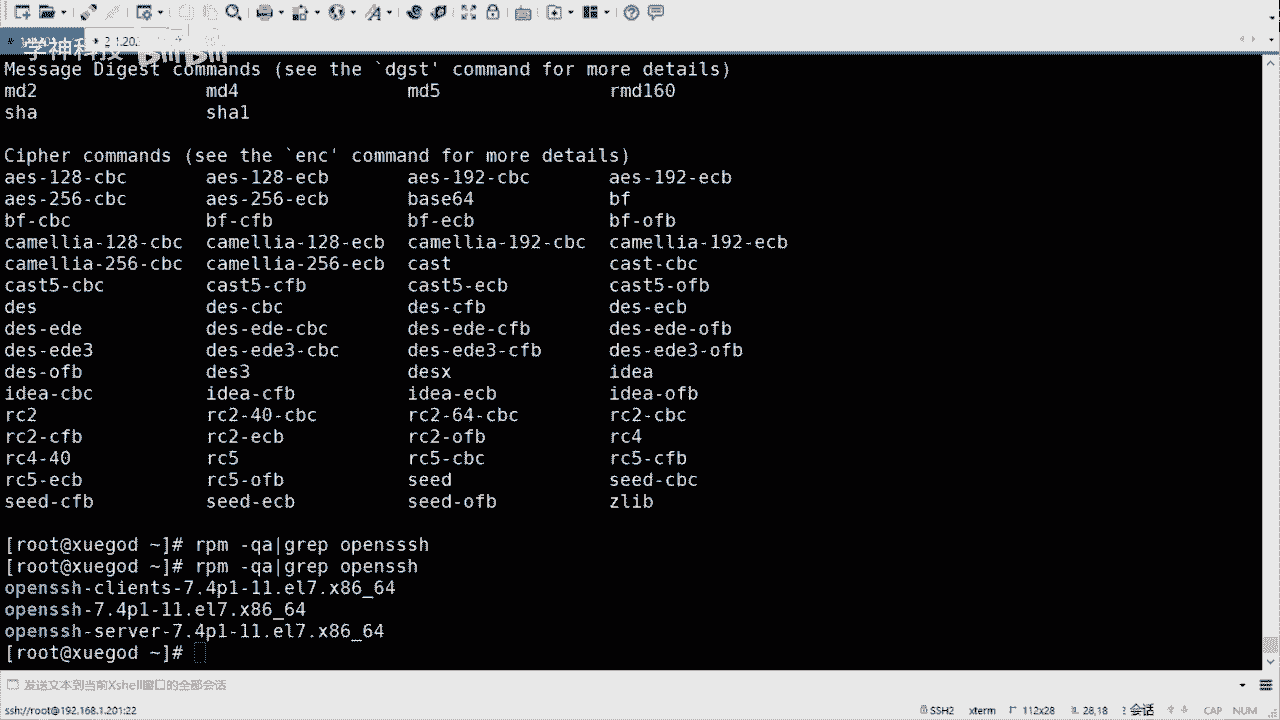 学神科技 bilibili
Message Digest commands (see the `dgst' command for more details)
md2 md4 md5 rmd160
sha sha1
Cipher commands (see the `enc' command for more details)
aes-128-cbc aes-128-ecb aes-192-cbc aes-192-ecb
aes-256-cbc aes-256-ecb base64 bf
bf-cbc bf-cfb bf-ecb bf-ofb
camellia-128-cbc camellia-128-ecb camellia-192-cbc camellia-192-ecb
camellia-256-cbc camellia-256-ecb cast cast-cbc
cast5-cbc cast5-cfb cast5-ecb cast5-ofb
des des-cbc des-cfb des-ecb
des-ede des-ede-cbc des-ede-cfb des-ede-ofb
des-ede3 des-ede3-cbc des-ede3-cfb des-ede3-ofb
des-ofb des3 desx idea
idea-cbc idea-cfb idea-ecb idea-ofb
rc2 rc2-40-cbc rc2-64-cbc rc2-cbc
rc2-cfb rc2-ecb rc2-ofb rc4
rc4-40 rc5 rc5-cbc rc5-cfb
rc5-ecb rc5-ofb seed seed-cbc
seed-cfb seed-ecb seed-ofb zlib
[root@xuegod ~]# rpm -qa|grep opensssh
[root@xuegod ~]# rpm -qa|grep openssh
openssh-clients-7.4p1-11.el7.x86_64
openssh-7.4p1-11.el7.x86_64
openssh-server-7.4p1-11.el7.x86_64
[root@xuegod ~]#
发送文本到当前Xshell窗口的全部会话
ssh://root@192.168.1.201:22 SSH2 xterm 112x28 28,18 ? 会话 CAP NUM